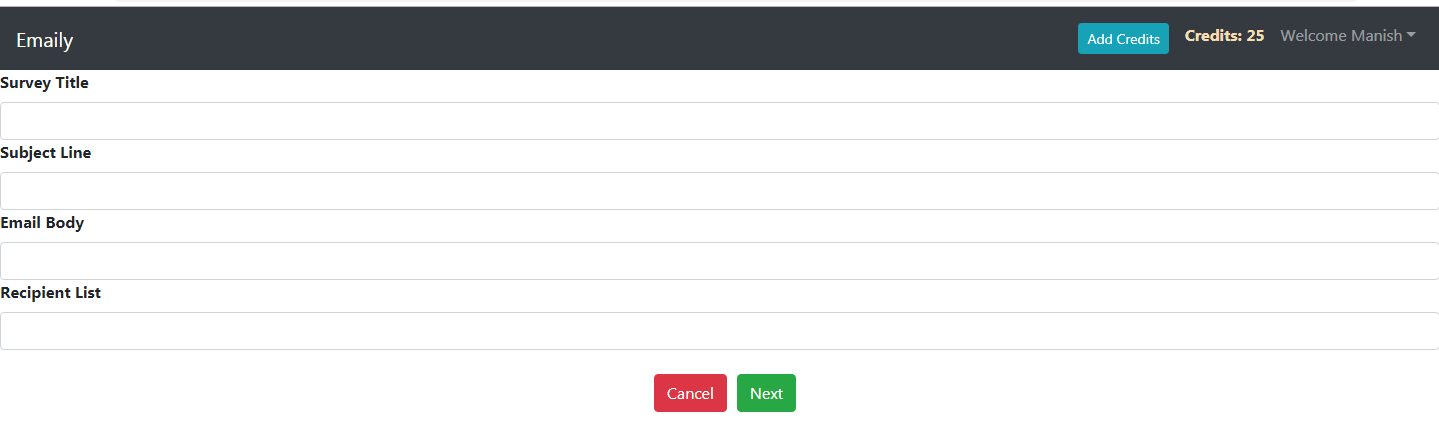 Emaily
Add Credits Credits: 25 Welcome Manish
Survey Title
Subject Line
Email Body
Recipient List
Cancel Next